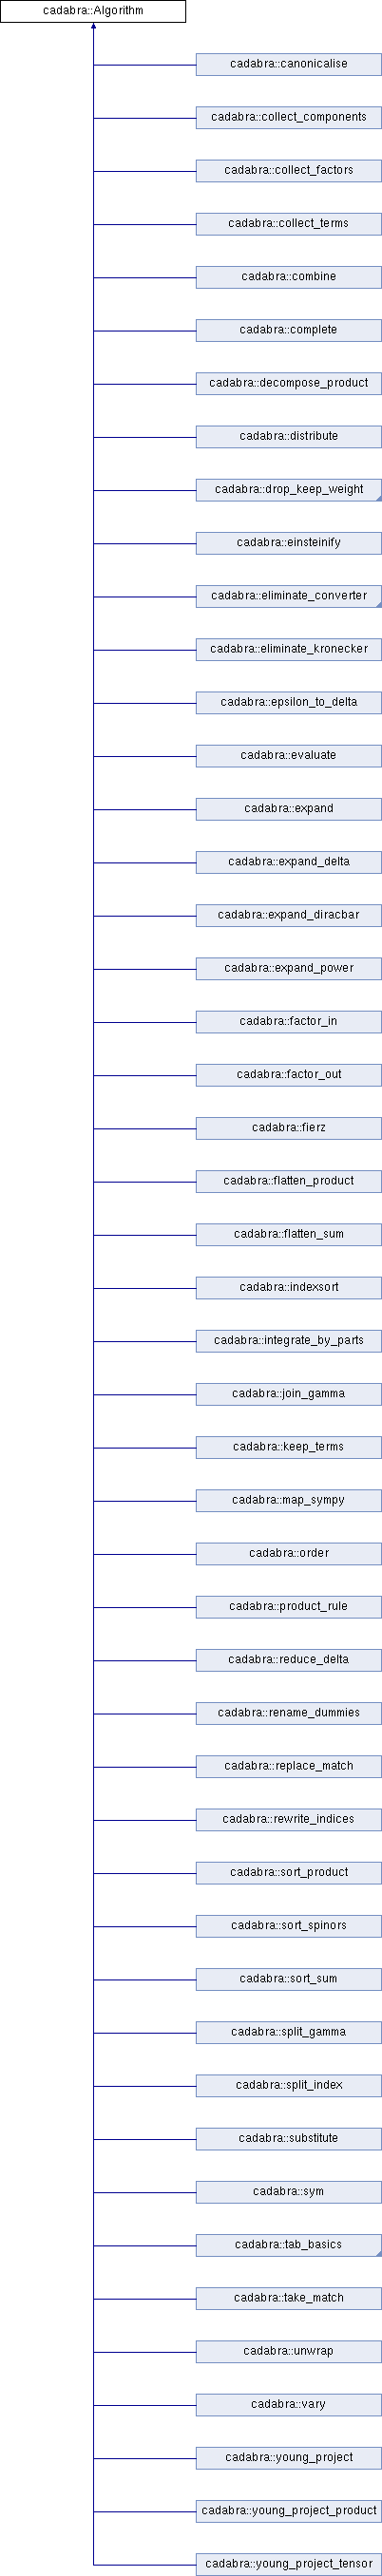 cadabra::Algorithm
cadabra::canonicalise
cadabra::collect_components
cadabra::collect_factors
cadabra::collect_terms
cadabra::combine
cadabra::complete
cadabra::decompose_product
cadabra::distribute
cadabra::drop_keep_weight
cadabra::einsteinify
cadabra::eliminate_converter
cadabra::eliminate_kronecker
cadabra::epsilon_to_delta
cadabra::evaluate
cadabra::expand
cadabra::expand_delta
cadabra::expand_diracbar
cadabra::expand_power
cadabra::factor_in
cadabra::factor_out
cadabra::fierz
cadabra::flatten_product
cadabra::flatten_sum
cadabra::indexsort
cadabra::integrate_by_parts
cadabra::join_gamma
cadabra::keep_terms
cadabra::map_sympy
cadabra::order
cadabra::product_rule
cadabra::reduce_delta
cadabra::rename_dummies
cadabra::replace_match
cadabra::rewrite_indices
cadabra::sort_product
cadabra::sort_spinors
cadabra::sort_sum
cadabra::split_gamma
cadabra::split_index
cadabra::substitute
cadabra::sym
cadabra::tab_basics
cadabra::take_match
cadabra::unwrap
cadabra::vary
cadabra::young_project
cadabra::young_project_product
cadabra::young_project_tensor